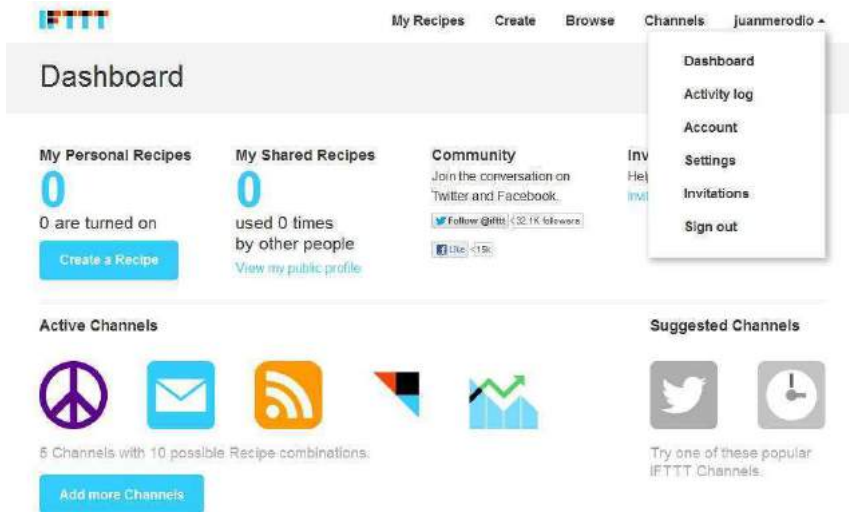 IFTTT
My Recipes Create Browse Channels juanmerodio
Dashboard
Dashboard
Activity log
Account
Settings
Invitations
Sign out
My Personal Recipes
0
0 are turned on
Create a Recipe
My Shared Recipes
0
used 0 times
by other people
View my public profile
Community
Join the conversation on
Twitter and Facebook.
Follow @ifttt 32.1K followers
Like 15k
Active Channels
5 Channels with 10 possible Recipe combinations.
Add more Channels
Suggested Channels
Try one of these popular
IFTTT Channels.